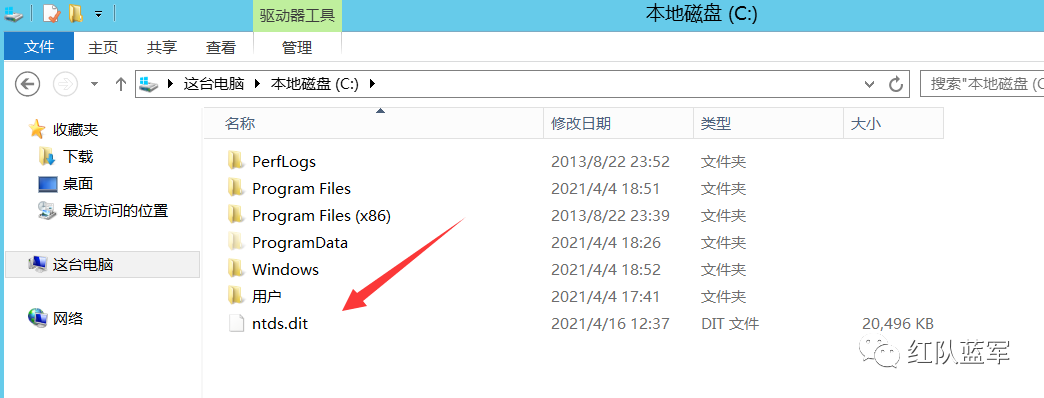 驱动器工具
本地磁盘 (C:)
文件 主页 共享 查看 管理
这台电脑 本地磁盘 (C:) 搜索"本地磁盘 (C
收藏夹
下载
桌面
最近访问的位置
这台电脑
网络
名称 修改日期 类型 大小
PerfLogs 2013/8/22 23:52 文件夹
Program Files 2021/4/4 18:51 文件夹
Program Files (x86) 2013/8/22 23:39 文件夹
ProgramData 2021/4/4 18:26 文件夹
Windows 2021/4/4 18:52 文件夹
用户 2021/4/4 17:41 文件夹
ntds.dit 2021/4/16 12:37 DIT 文件 20,496 KB
红队蓝军